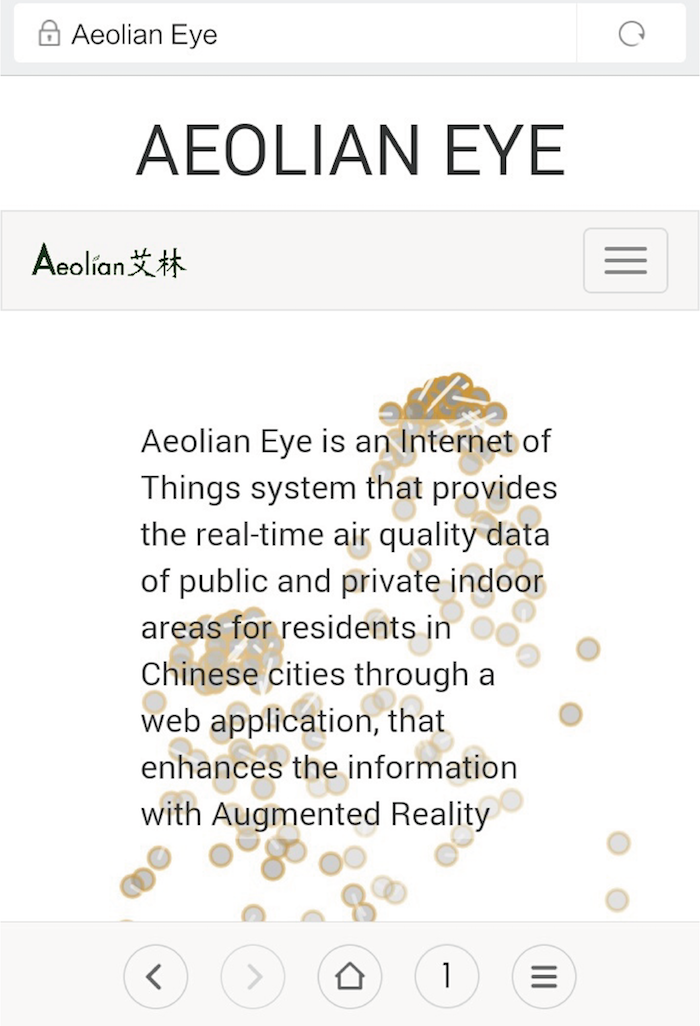 Aeolian Eye
AEOLIAN EYE
Aeolian艾林
Aeolian Eye is an Internet of
Things system that provides
the real-time air quality data
of public and private indoor
areas for residents in
Chinese cities through a
web application, that
enhances the information
with Augmented Reality
1